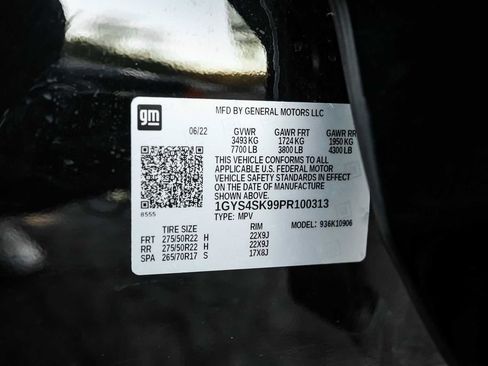 gm
MFD BY GENERAL MOTORS LLC
06/22 GVWR GAWR FRT GAWR RR
3493 KG 1724 KG 1950 KG
7700 LB 3800 LB 4300 LB
THIS VEHICLE CONFORMS TO ALL
APPLICABLE U.S. FEDERAL MOTOR
VEHICLE SAFETY STANDARDS IN EFFECT
ON THE DATE OF MANUFACTURE
SHOWN ABOVE.
1GYS4SK99PR100313
8555 TYPE: MPV MODEL: 936K10906
TIRE SIZE RIM
FRT 275/50R22 H 22X9J
RR 275/50R22 H 22X9J
SPA 265/70R17 S 17X8J